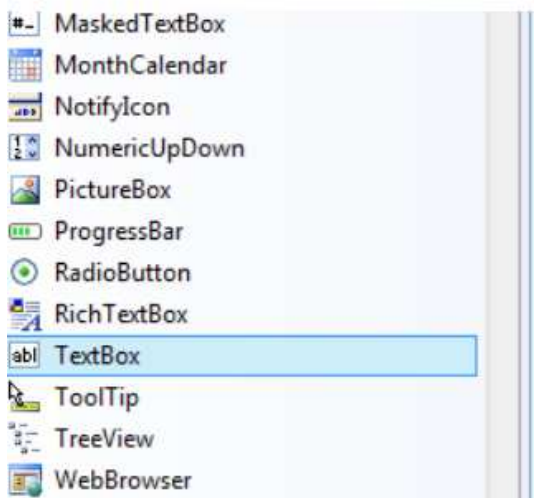 MaskedTextBox
MonthCalendar
NotifyIcon
NumericUpDown
PictureBox
ProgressBar
RadioButton
RichTextBox
abl TextBox
ToolTip
TreeView
WebBrowser